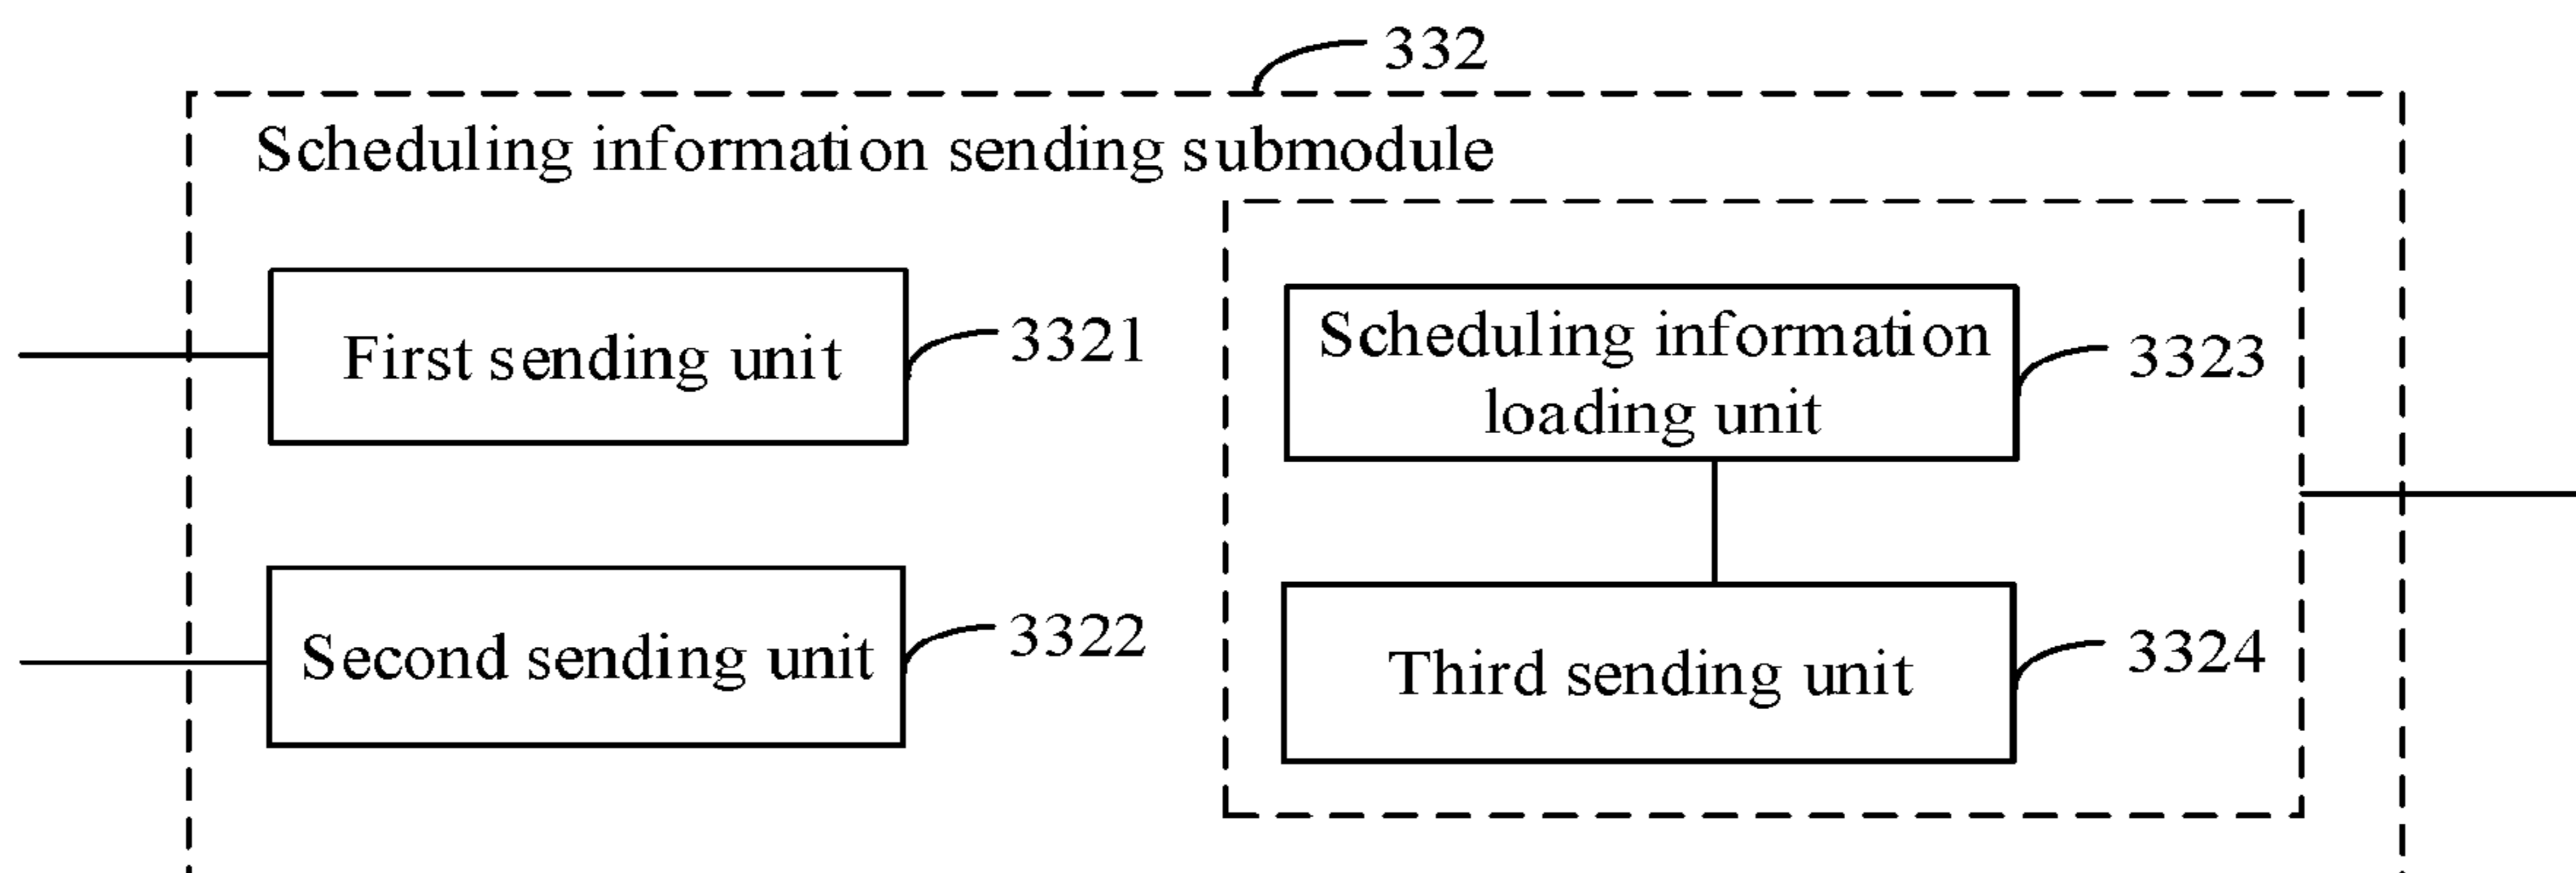 332
Scheduling information sending submodule
First sending unit
3321
Scheduling information
loading unit
3323
Second sending unit
3322
Third sending unit
3324